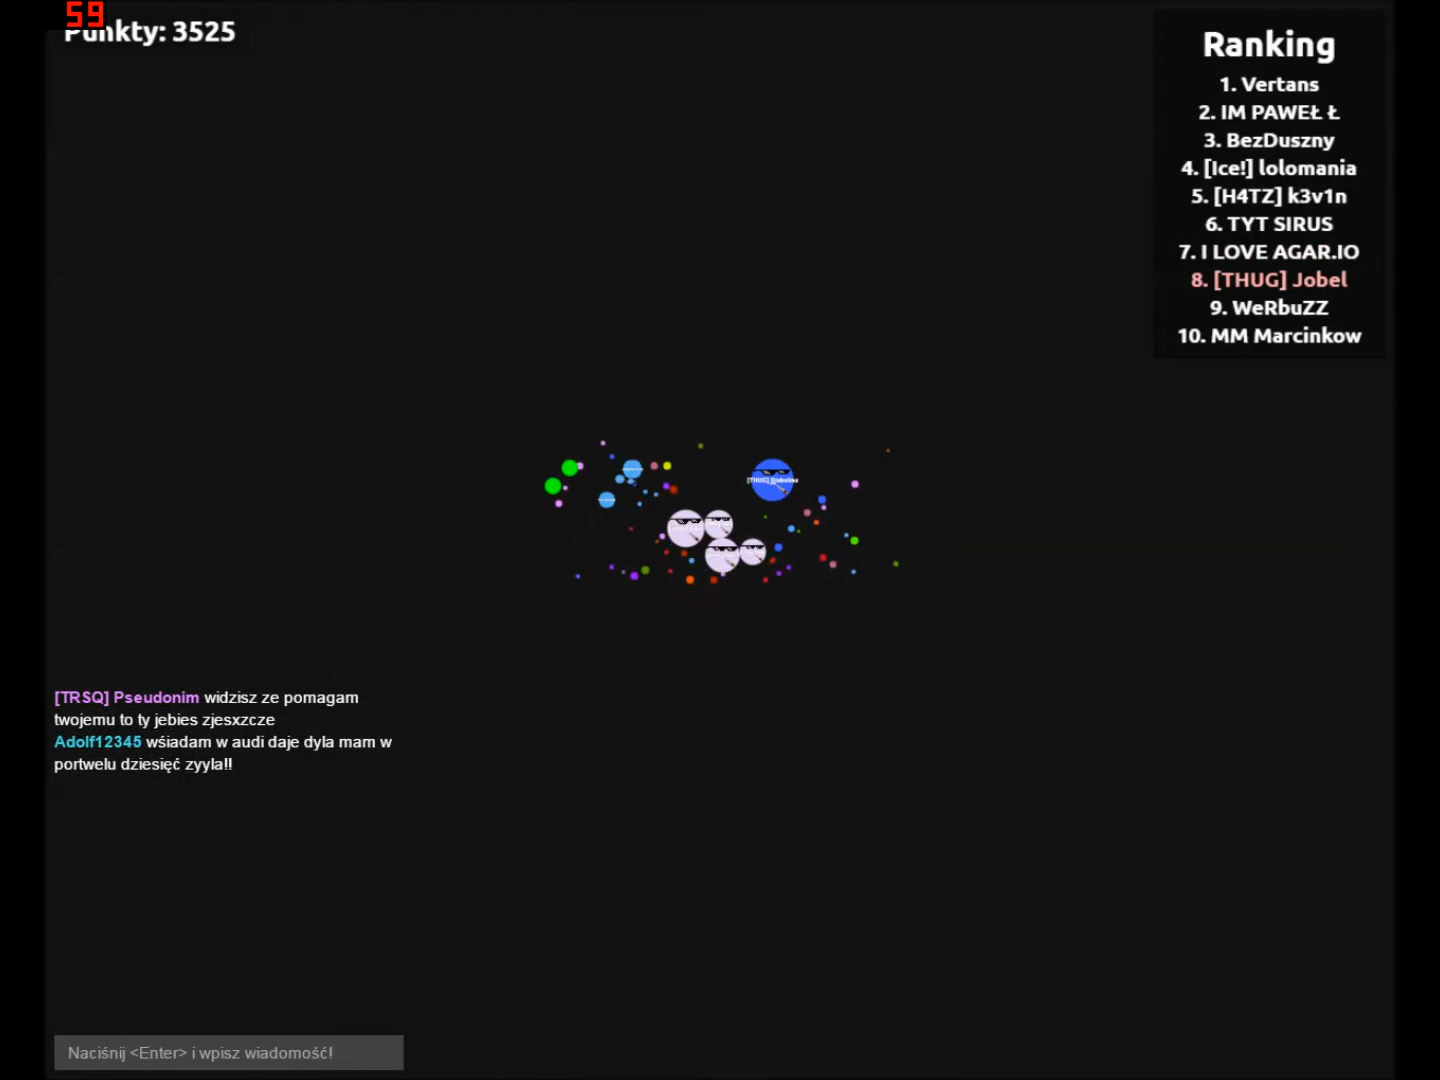 59
Punkty: 3525
Ranking
1. Vertans
2. IM PAWEŁ Ł
3. BezDuszny
4. [Ice!] lolomania
5. [H4TZ] k3v1n
6. TYT SIRUS
7. I LOVE AGAR.IO
8. [THUG] Jobel
9. WeRbuZZ
10. MM Marcinkow
[THUG]
[TRSQ] Pseudonim widzisz ze pomagam
twojemu to ty jebies zjesxzcze
Adolf12345 wśiadam w audi daje dyla mam w
portwelu dziesięć zyyla!!
Naciśnij <Enter> i wpisz wiadomość!